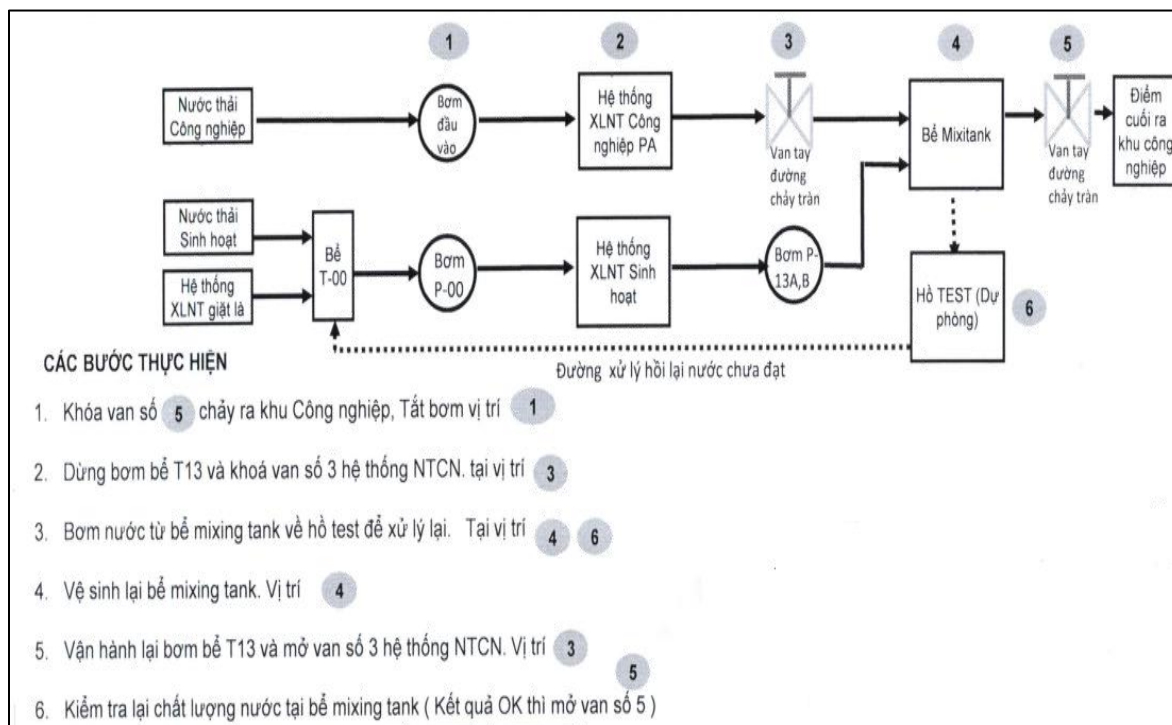 1
2
3
4
5
Nước thải
Công nghiệp
Bơm
đầu
vào
Hệ thống
XLNT Công
nghiệp PA
Van tay
đường
chảy tràn
Bể Mixitank
Van tay
đường
chảy tràn
Điểm
cuối ra
khu công
nghiệp
Nước thải
Sinh hoạt
Hệ thống
XLNT giặt là
Bể
T-00
Bơm
P-00
Hệ thống
XLNT Sinh
hoạt
Bơm P-
13A,B
Hồ TEST (Dự
phòng)
6
Đường xử lý hồi lại nước chưa đạt
CÁC BƯỚC THỰC HIỆN
1. Khóa van số 5 chảy ra khu Công nghiệp, Tắt bơm vị trí 1
2. Dừng bơm bể T13 và khoá van số 3 hệ thống NTCN. tại vị trí 3
3. Bơm nước từ bể mixing tank về hồ test để xử lý lại. Tại vị trí 4 6
4. Vệ sinh lại bể mixing tank. Vị trí 4
5. Vận hành lại bơm bể T13 và mở van số 3 hệ thống NTCN. Vị trí 3
5
6. Kiểm tra lại chất lượng nước tại bể mixing tank ( Kết quả OK thì mở van số 5 )